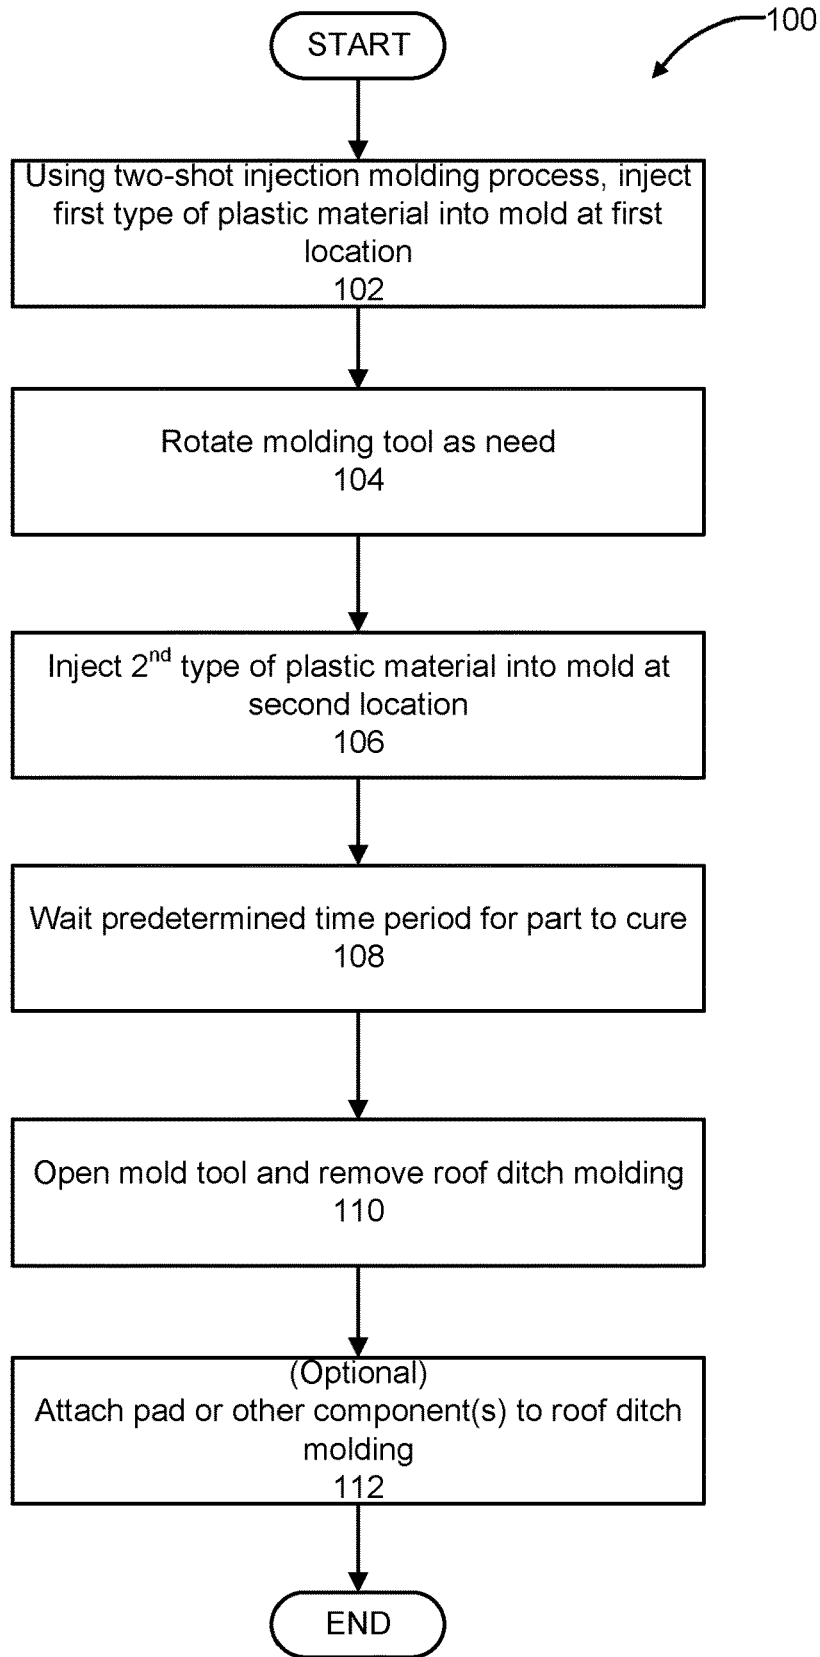 START
100
Using two-shot injection molding process, inject
first type of plastic material into mold at first
location
102
Rotate molding tool as need
104
Inject 2nd type of plastic material into mold at
second location
106
Wait predetermined time period for part to cure
108
Open mold tool and remove roof ditch molding
110
(Optional)
Attach pad or other component(s) to roof ditch
molding
112
END